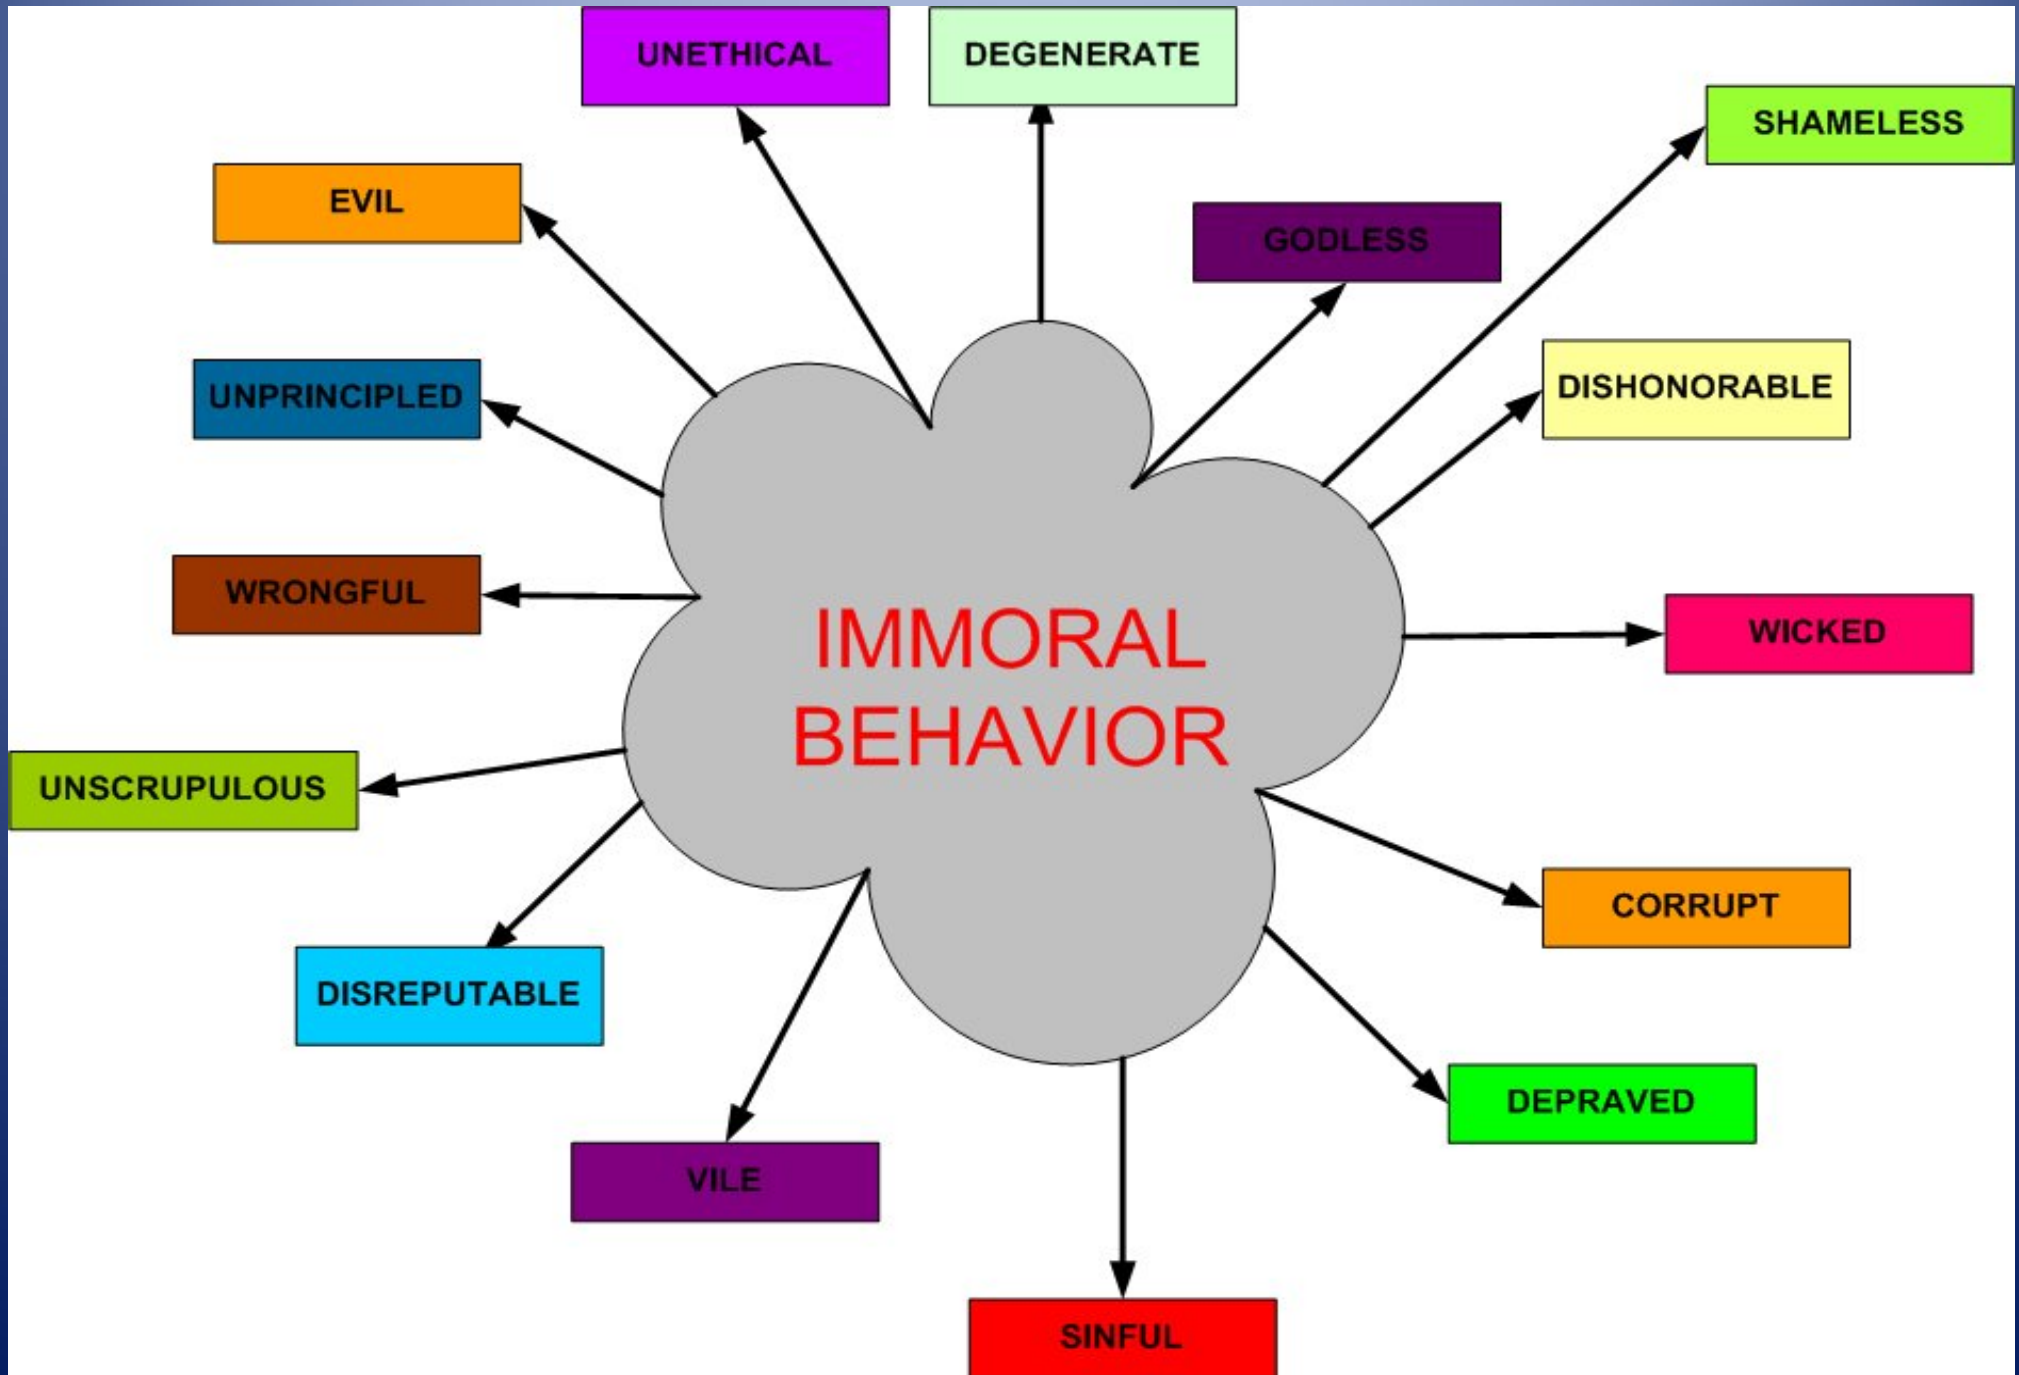 UNETHICAL
DEGENERATE
SHAMELESS
EVIL
GODLESS
UNPRINCIPLED
DISHONORABLE
WRONGFUL
IMMORAL
BEHAVIOR
WICKED
UNSCRUPULOUS
CORRUPT
DISREPUTABLE
DEPRAVED
VILE
SINFUL